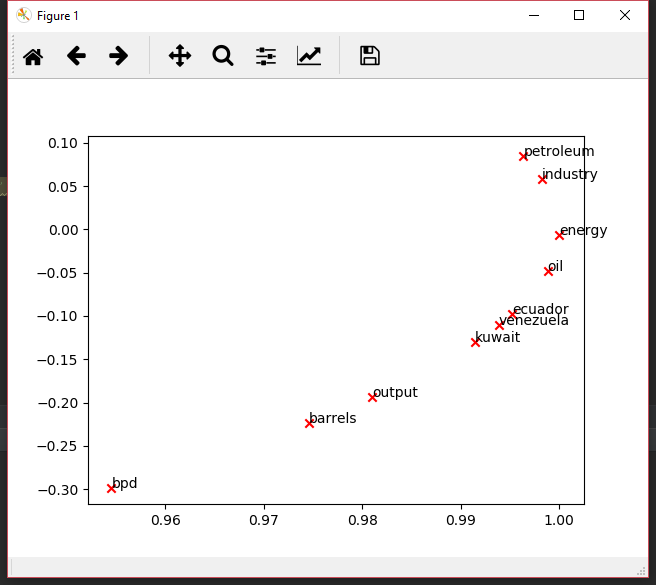 Figure 1
petroleum
industry
energy
oil
ecuador
venezuela
kuwait
output
barrels
bpd
0.10
0.05
0.00
−0.05
−0.10
−0.15
−0.20
−0.25
−0.30
0.96 0.97 0.98 0.99 1.00